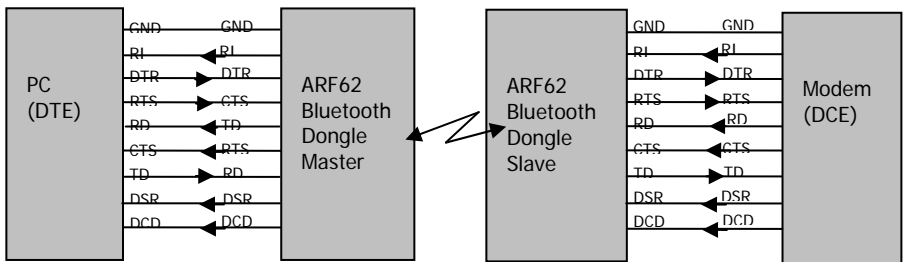 GND GND
RI RI
DTR DTR
RTS CTS
RD TD
CTS RTS
TD RD
DSR DSR
DCD DCD
PC
(DTE)
ARF62
Bluetooth
Dongle
Master
ARF62
Bluetooth
Dongle
Slave
GND GND
RI RI
DTR DTR
RTS RTS
RD RD
CTS CTS
TD TD
DSR DSR
DCD DCD
Modem
(DCE)